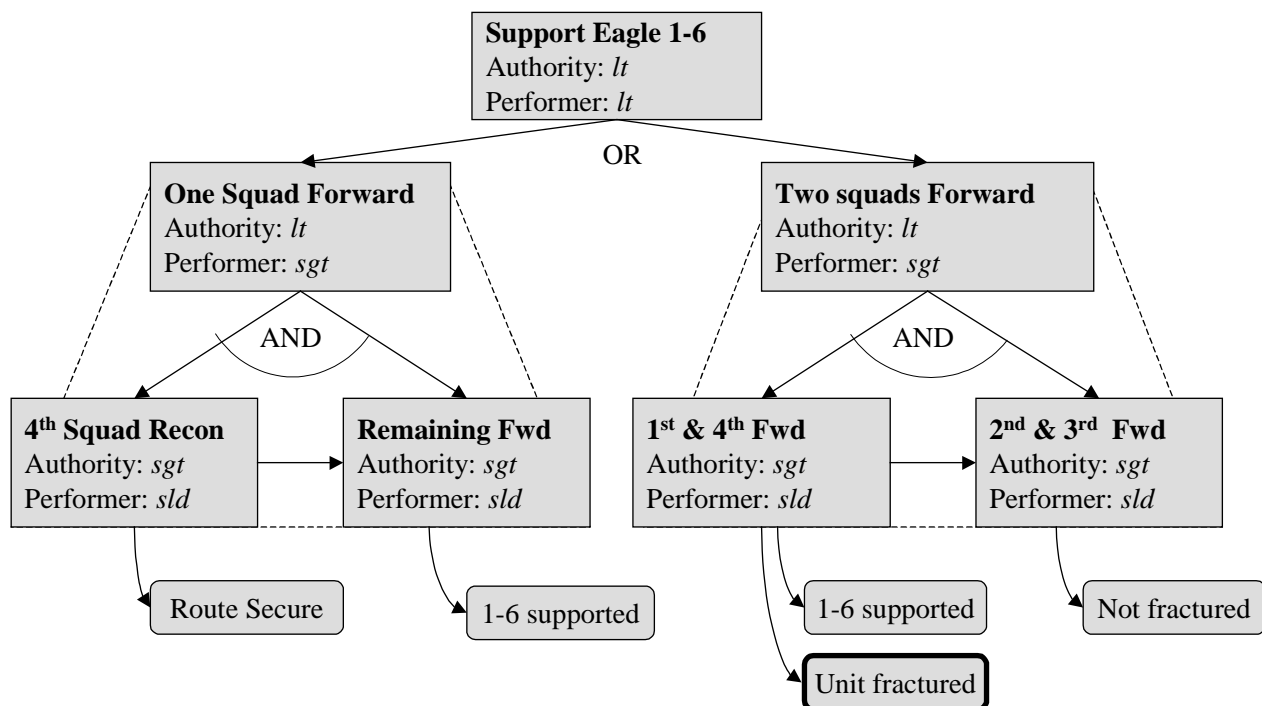 Support Eagle 1-6
Authority: lt
Performer: lt
OR
One Squad Forward
Authority: lt
Performer: sgt
Two squads Forward
Authority: lt
Performer: sgt
AND
AND
4th Squad Recon
Authority: sgt
Performer: sld
Remaining Fwd
Authority: sgt
Performer: sld
1st & 4th Fwd
Authority: sgt
Performer: sld
2nd & 3rd Fwd
Authority: sgt
Performer: sld
Route Secure
1-6 supported
1-6 supported
Not fractured
Unit fractured